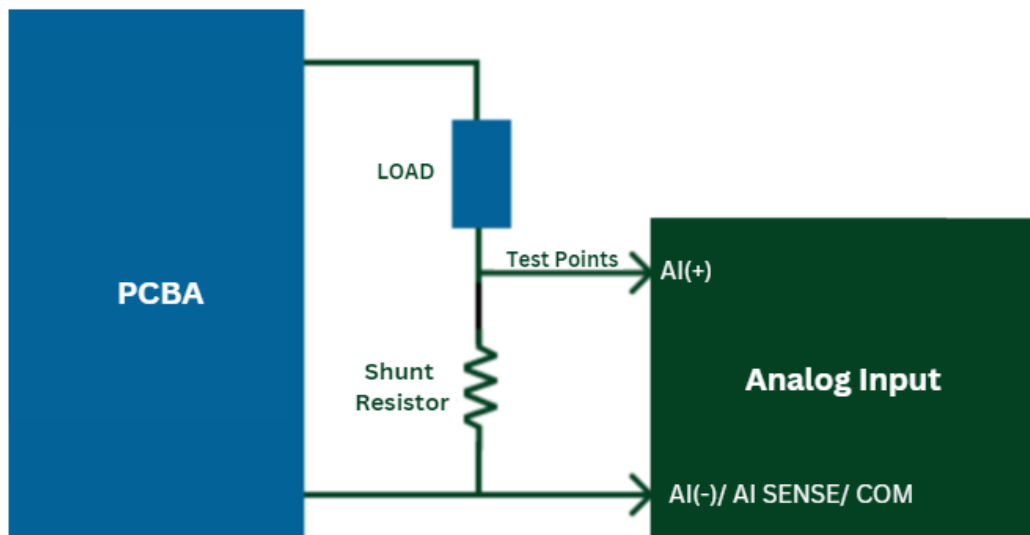 LOAD
Test Points
AI(+)
PCBA
Shunt
Resistor
Analog Input
AI(-)/ AI SENSE/ COM